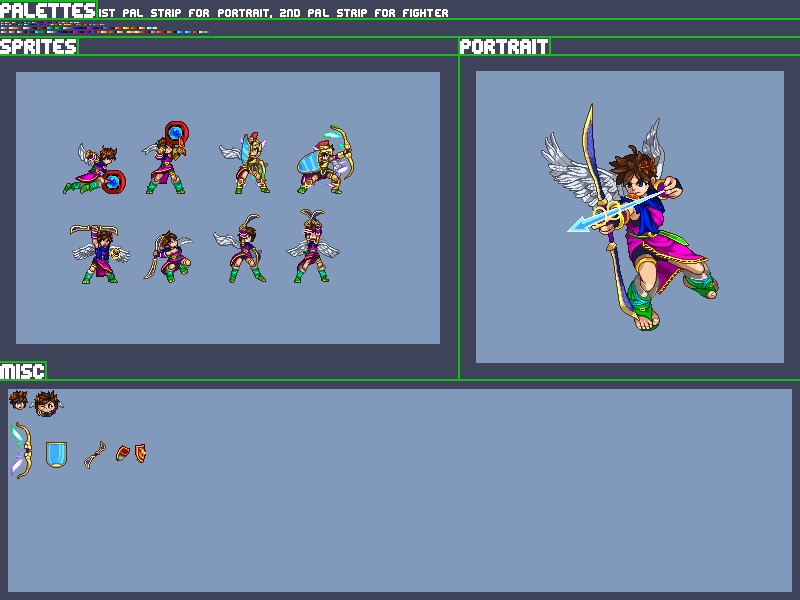 PALETTES 1ST PAL STRIP FOR PORTRAIT, 2ND PAL STRIP FOR FIGHTER
SPRITES
PORTRAIT
MISC